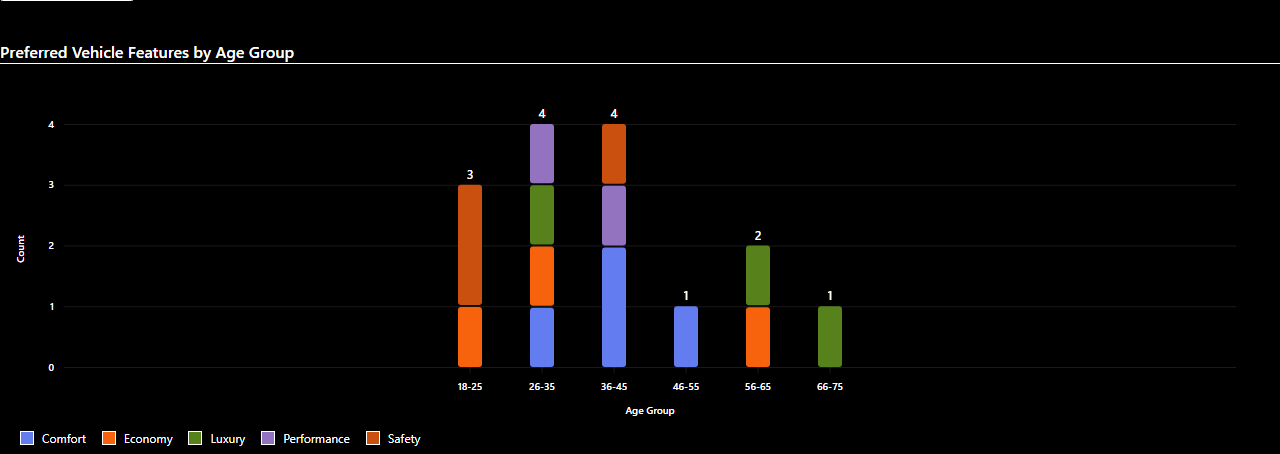 Preferred Vehicle Features by Age Group
4 4
4
3
3
2
2
1 1
1
0
Count
18-25 26-35 36-45 46-55 56-65 66-75
Age Group
Comfort Economy Luxury Performance Safety